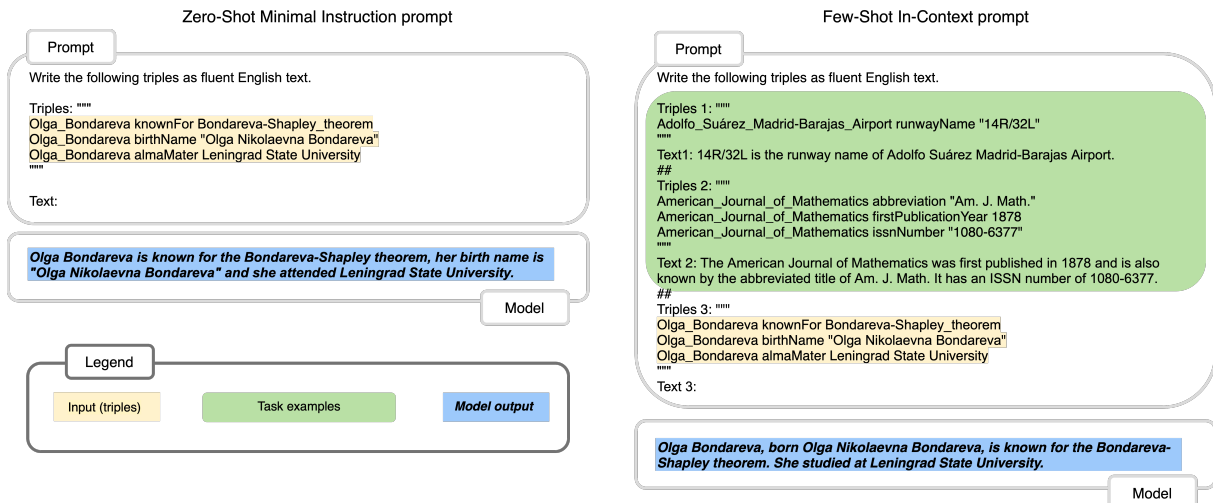 Zero-Shot Minimal Instruction prompt
Prompt
Write the following triples as fluent English text.
Triples: """
Olga_Bondareva knownFor Bondareva-Shapley_theorem
Olga_Bondareva birthName "Olga Nikolaevna Bondareva"
Olga_Bondareva almaMater Leningrad State University
"""
Text:
Olga Bondareva is known for the Bondareva-Shapley theorem, her birth name is
"Olga Nikolaevna Bondareva" and she attended Leningrad State University.
Model
Legend
Input (triples)
Task examples
Model output
Few-Shot In-Context prompt
Prompt
Write the following triples as fluent English text.
Triples 1: """
Adolfo_Suárez_Madrid-Barajas_Airport runwayName "14R/32L"
"""
Text1: 14R/32L is the runway name of Adolfo Suárez Madrid-Barajas Airport.
##
Triples 2: """
American_Journal_of_Mathematics abbreviation "Am. J. Math."
American_Journal_of_Mathematics firstPublicationYear 1878
American_Journal_of_Mathematics issnNumber "1080-6377"
"""
Text 2: The American Journal of Mathematics was first published in 1878 and is also
known by the abbreviated title of Am. J. Math. It has an ISSN number of 1080-6377.
##
Triples 3: """
Olga_Bondareva knownFor Bondareva-Shapley_theorem
Olga_Bondareva birthName "Olga Nikolaevna Bondareva"
Olga_Bondareva almaMater Leningrad State University
"""
Text 3:
Olga Bondareva, born Olga Nikolaevna Bondareva, is known for the Bondareva-
Shapley theorem. She studied at Leningrad State University.
Model